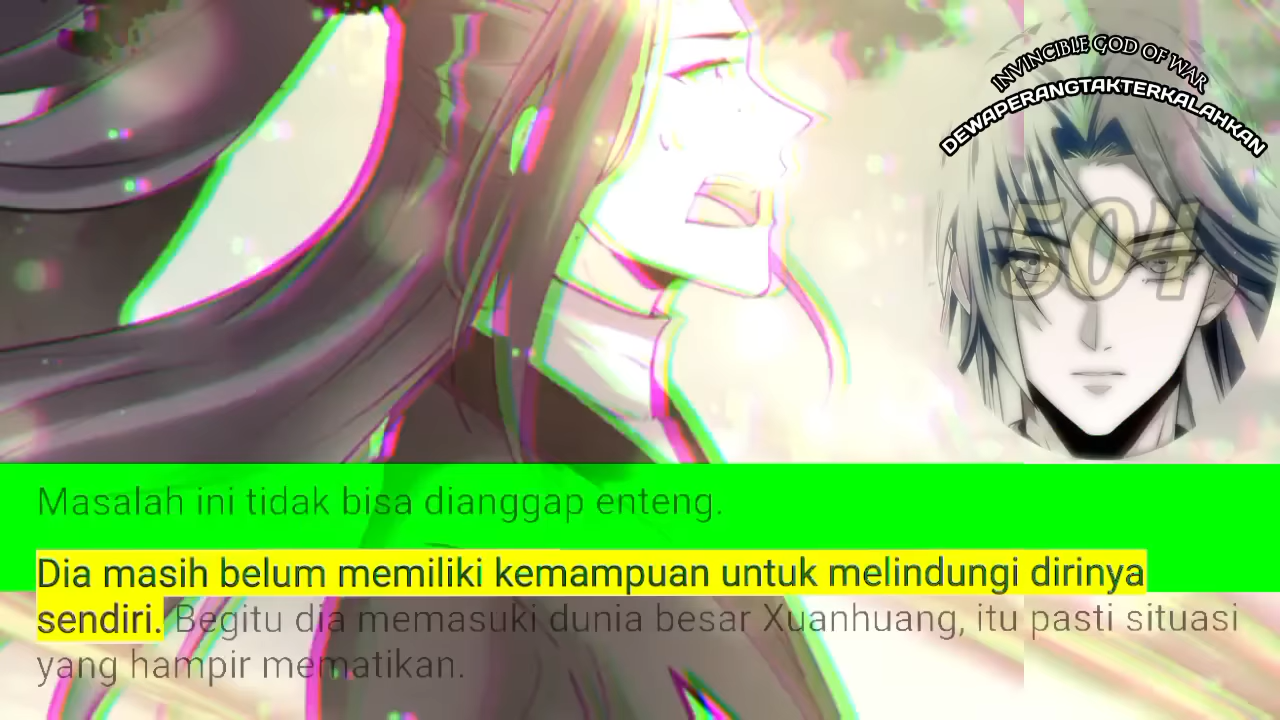 INVINCIBLE GOD OF WAR
DEWAPERANGTAKTERKALAHKAN
504
Masalah ini tidak bisa dianggap enteng.
Dia masih belum memiliki kemampuan untuk melindungi dirinya
sendiri. Begitu dia memasuki dunia besar Xuanhuang, itu pasti situasi
yang hampir mematikan.